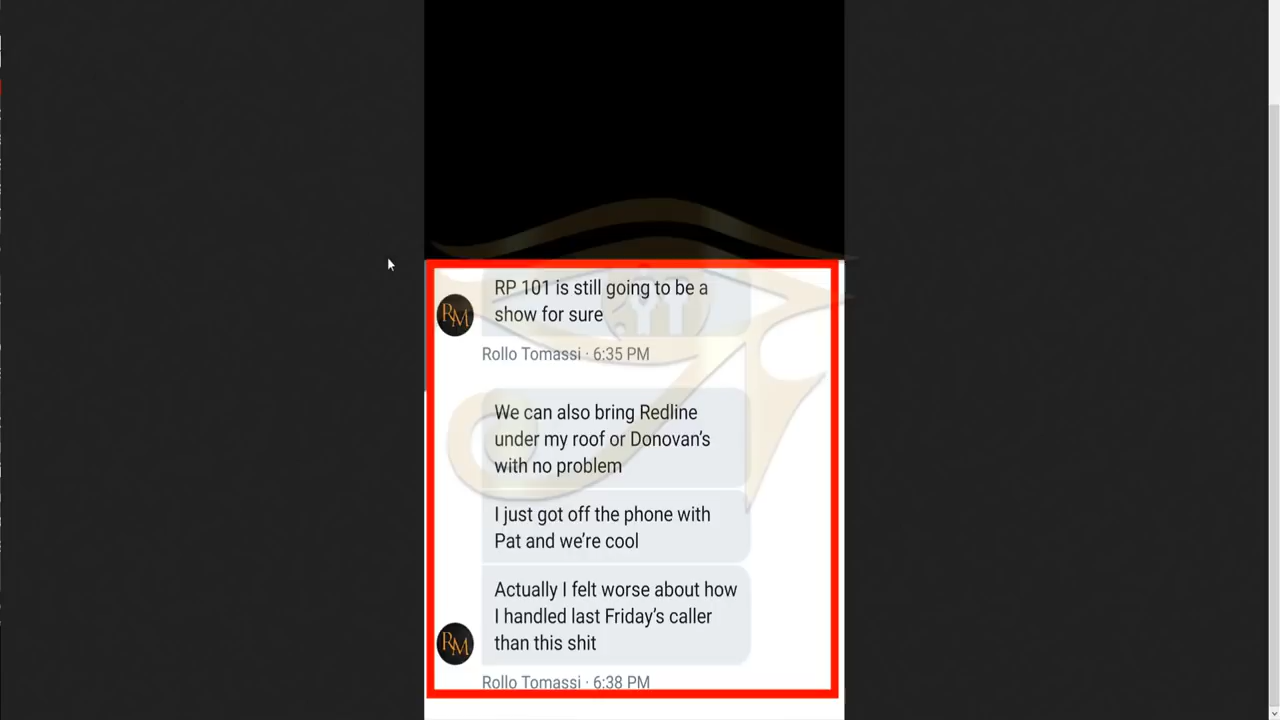 RP 101 is still going to be a
show for sure
RM
Rollo Tomassi · 6:35 PM
We can also bring Redline
under my roof or Donovan's
with no problem
I just got off the phone with
Pat and we're cool
Actually I felt worse about how
I handled last Friday's caller
than this shit
RM
Rollo Tomassi · 6:38 PM
YT